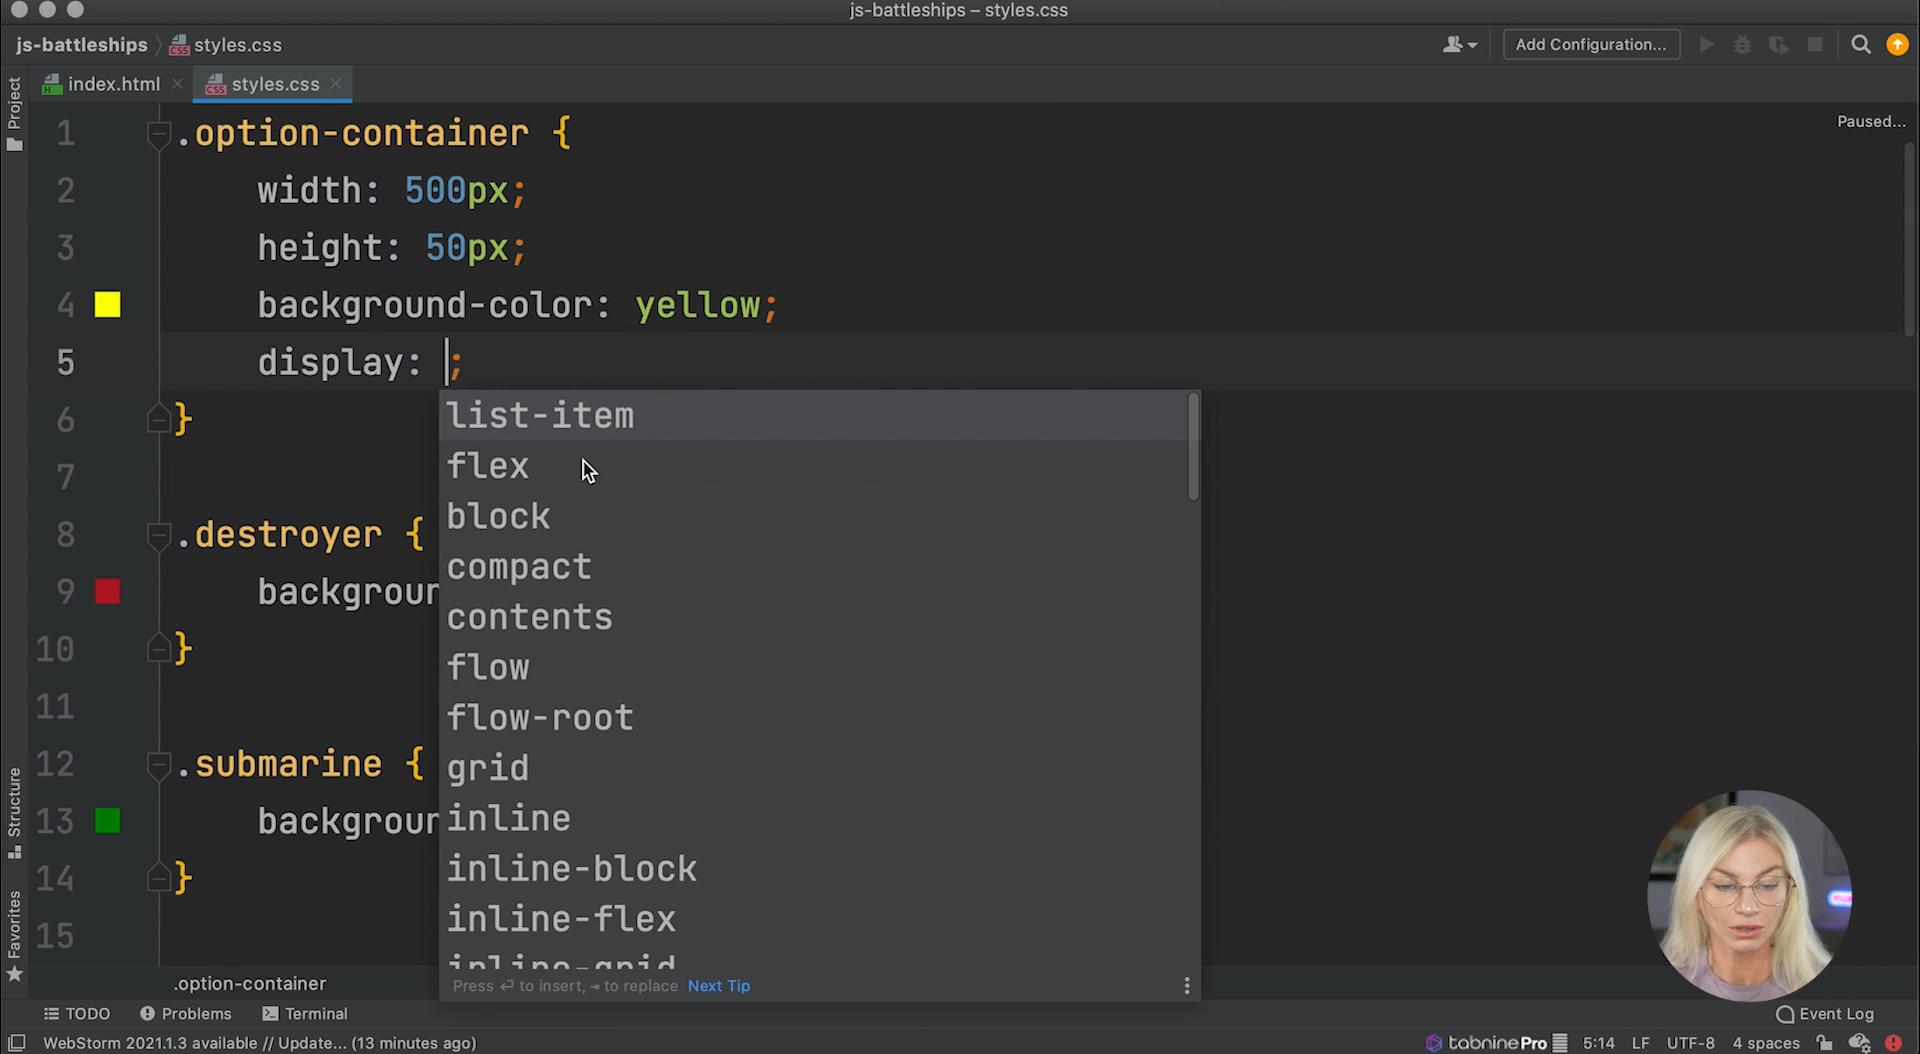 js-battleships – styles.css
js-battleships
styles.css
Add Configuration...
index.html
styles.css
Project
Paused...
1 .option-container {
2 width: 500px;
3 height: 50px;
4 background-color: yellow;
5 display: ;
6 }
7
8 .destroyer {
9 backgroun
10 }
11
12 .submarine {
13 backgroun
14 }
15
list-item
flex
block
compact
contents
flow
flow-root
grid
inline
inline-block
inline-flex
inline-grid
Press ⏎ to insert, ⇥ to replace Next Tip
Structure
Favorites
.option-container
TODO Problems Terminal
Event Log
WebStorm 2021.1.3 available // Update... (13 minutes ago)
tabnine Pro 5:14 LF UTF-8 4 spaces